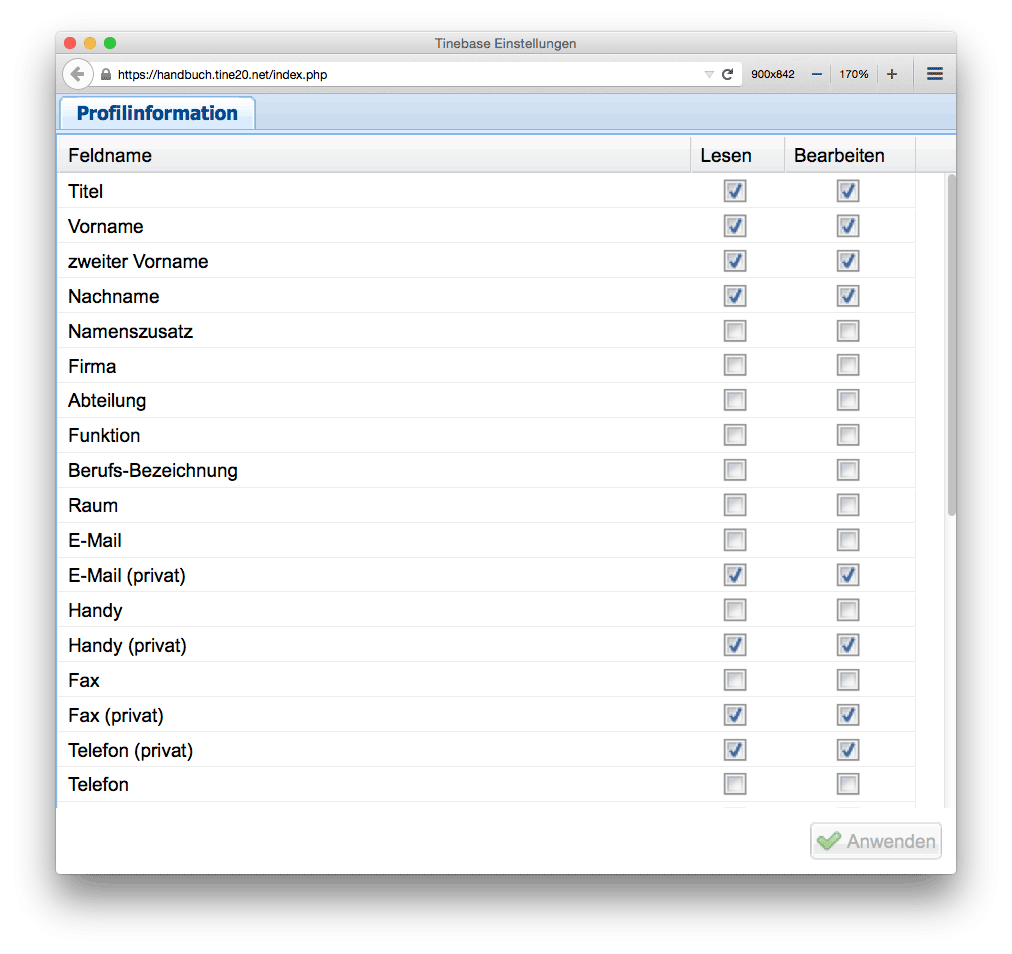 Tinebase Einstellungen
https://handbuch.tine20.net/index.php 900x842 170%
Profilinformation
Feldname Lesen Bearbeiten
Titel
Vorname
zweiter Vorname
Nachname
Namenszusatz
Firma
Abteilung
Funktion
Berufs-Bezeichnung
Raum
E-Mail
E-Mail (privat)
Handy
Handy (privat)
Fax
Fax (privat)
Telefon (privat)
Telefon
Anwenden